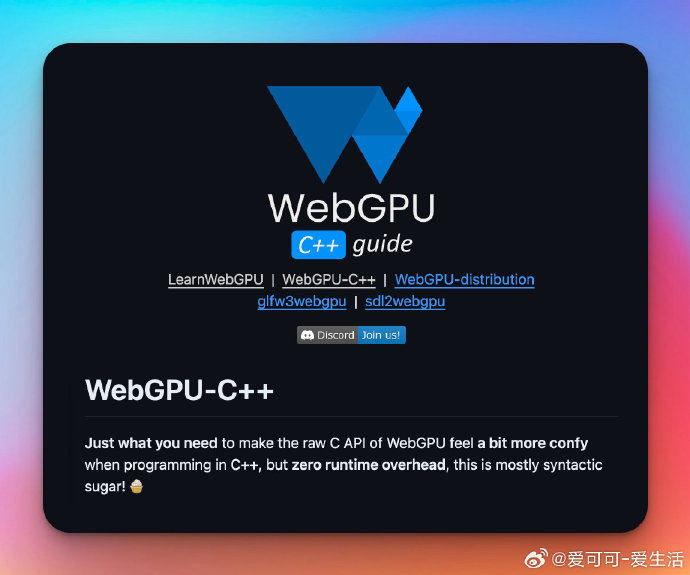 WebGPU
C++ guide
LearnWebGPU | WebGPU-C++ | WebGPU-distribution
glfw3webgpu | sdl2webgpu
Discord Join us!
WebGPU-C++
Just what you need to make the raw C API of WebGPU feel a bit more confy
when programming in C++, but zero runtime overhead, this is mostly syntactic
sugar! 🧁
@爱可可-爱生活